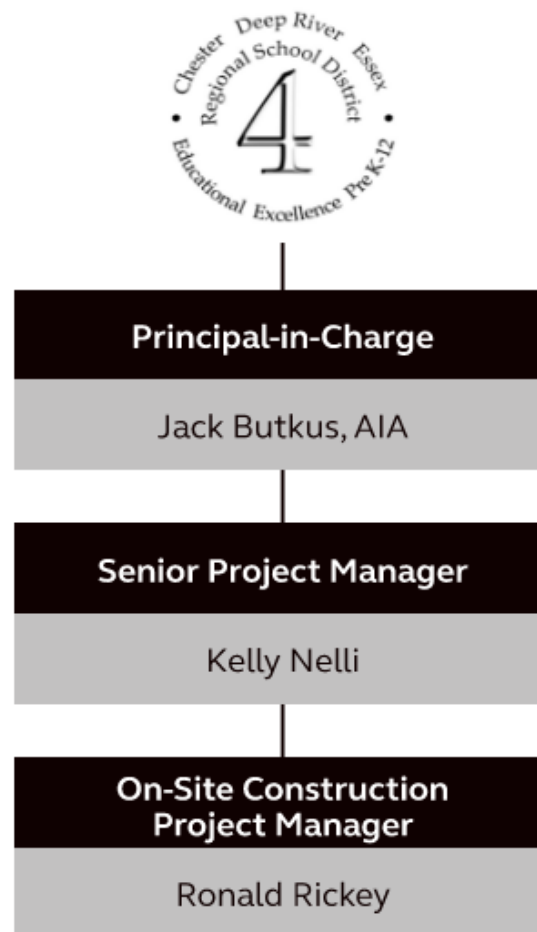 Chester Deep River Essex
Regional School District
4
Educational Excellence Pre K-12
Principal-in-Charge
Jack Butkus, AIA
Senior Project Manager
Kelly Nelli
On-Site Construction
Project Manager
Ronald Rickey